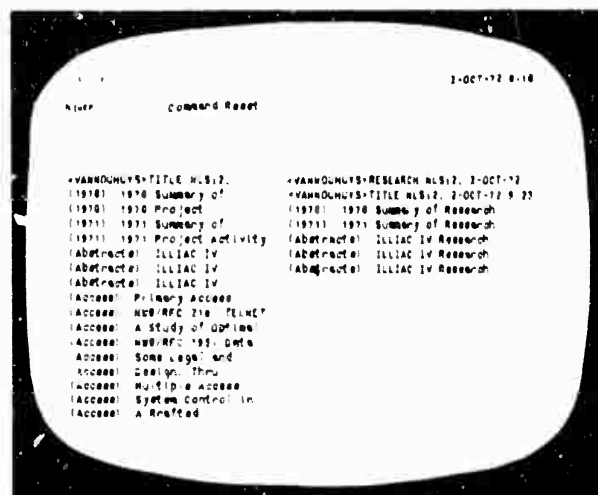 2-OCT-72
Command Reset
<VANNOUHUYS>TITLE NLS;2,
(1970) 1970 Summary of
(1970) 1970 Project
(1971) 1971 Summary of
(1971) 1971 Project Activity
(Abstracts) ILLIAC IV
(Abstracts) ILLIAC IV
(Abstracts) ILLIAC IV
(Access) Primary Access
(Access) NWG/RFC TELNET
(Access) A Study of Optimal
(Access) NWG/RFC Data
Access) Some Legal and
Access) Design, Thru
(Access) Multiple Access
(Access) System Control in
(Access) A
<VANNOUHUYS>RESEARCH NLS;2, 2-OCT-72
<VANNOUHUYS>TITLE NLS;2, 2-OCT-72 9:23
(1970) 1970 Summary of Research
(1971) 1971 Summary of Research
(Abstracts) ILLIAC IV Research
(Abstracts) ILLIAC IV Research
(Abstracts) ILLIAC IV Research